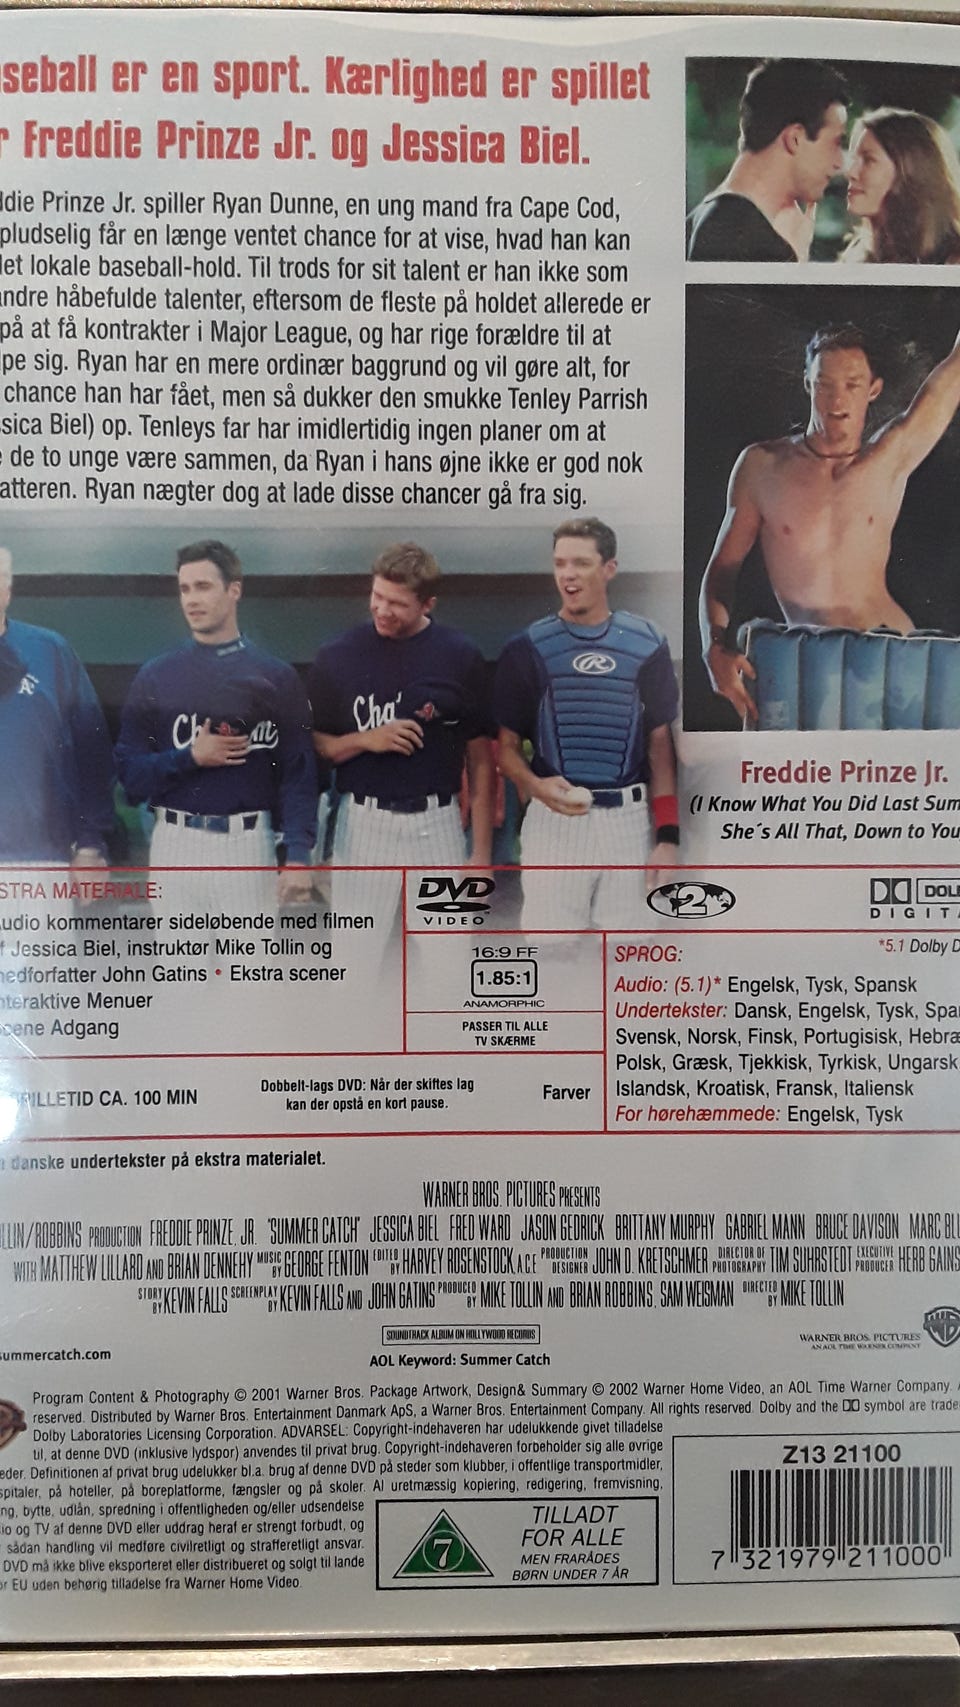 seball er en sport. Kærlighed er spillet
r Freddie Prinze Jr. og Jessica Biel.
ddie Prinze Jr. spiller Ryan Dunne, en ung mand fra Cape Cod,
pludselig får en længe ventet chance for at vise, hvad han kan
det lokale baseball-hold. Til trods for sit talent er han ikke som
andre håbefulde talenter, eftersom de fleste på holdet allerede er
på at få kontrakter i Major League, og har rige forældre til at
lpe sig. Ryan har en mere ordinær baggrund og vil gøre alt, for
chance han har fået, men så dukker den smukke Tenley Parrish
ssica Biel) op. Tenleys far har imidlertid ingen planer om at
e de to unge være sammen, da Ryan i hans øjne ikke er god nok
atteren. Ryan nægter dog at lade disse chancer gå fra sig.
A's
Ch m
Cha'
R
Freddie Prinze Jr.
(I Know What You Did Last Sum
She´s All That, Down to You
STRA MATERIALE:
udio kommentarer sideløbende med filmen
f Jessica Biel, instruktør Mike Tollin og
medforfatter John Gatins • Ekstra scener
nteraktive Menuer
cene Adgang
DVD
VIDEO™
16:9 FF
1.85:1
ANAMORPHIC
PASSER TIL ALLE
TV SKÆRME
2
DOL
DIGITA
*5.1 Dolby D
SPROG:
Audio: (5.1)* Engelsk, Tysk, Spansk
Undertekster: Dansk, Engelsk, Tysk, Spa
Svensk, Norsk, Finsk, Portugisisk, Hebræ
Polsk, Græsk, Tjekkisk, Tyrkisk, Ungarsk
Islandsk, Kroatisk, Fransk, Italiensk
For hørehæmmede: Engelsk, Tysk
PILLETID CA. 100 MIN
Dobbelt-lags DVD: Når der skiftes lag
kan der opstå en kort pause.
Farver
danske undertekster på ekstra materialet.
WARNER BROS. PICTURES PRESENTS
LLIN/ROBBINS PRODUCTION FREDDIE PRINZE, JR. "SUMMER CATCH" JESSICA BIEL FRED WARD JASON GEDRICK BRITTANY MURPHY GABRIEL MANN BRUCE DAVISON MARC BLU
WITH MATTHEW LILLARD AND BRIAN DENNEHY MUSIC BY GEORGE FENTON EDITED BY HARVEY ROSENSTOCK, A.C.E. PRODUCTION DESIGNER JOHN D. KRETSCHMER DIRECTOR OF PHOTOGRAPHY TIM SUHRSTEDT EXECUTIVE PRODUCER HERB GAINS
STORY BY KEVIN FALLS SCREENPLAY BY KEVIN FALLS AND JOHN GATINS PRODUCED BY MIKE TOLLIN AND BRIAN ROBBINS, SAM WEISMAN DIRECTED BY MIKE TOLLIN
SOUNDTRACK ALBUM ON HOLLYWOOD RECORDS
WARNER BROS. PICTURES
AN AOL TIME WARNER COMPANY
WB
summercatch.com
AOL Keyword: Summer Catch
Program Content & Photography © 2001 Warner Bros. Package Artwork, Design& Summary © 2002 Warner Home Video, an AOL Time Warner Company.
reserved. Distributed by Warner Bros. Entertainment Danmark ApS, a Warner Bros. Entertainment Company. All rights reserved. Dolby and the DD symbol are trade
Dolby Laboratories Licensing Corporation. ADVARSEL: Copyright-indehaveren har udelukkende givet tilladelse
til, at denne DVD (inklusive lydspor) anvendes til privat brug. Copyright-indehaveren forbeholder sig alle øvrige
eder. Definitionen af privat brug udelukker bl.a. brug af denne DVD på steder som klubber, i offentlige transportmidler,
spitaler, på hoteller, på boreplatforme, fængsler og på skoler. Al uretmæssig kopiering, redigering, fremvisning,
ng, bytte, udlån, spredning i offentligheden og/eller udsendelse
io og TV af denne DVD eller uddrag heraf er strengt forbudt, og
sådan handling vil medføre civilretligt og strafferetligt ansvar.
DVD må ikke blive eksporteret eller distribueret og solgt til lande
or EU uden behørig tilladelse fra Warner Home Video.
7
TILLADT
FOR ALLE
MEN FRARÅDES
BØRN UNDER 7 ÅR
Z13 21100
7 321979 211000